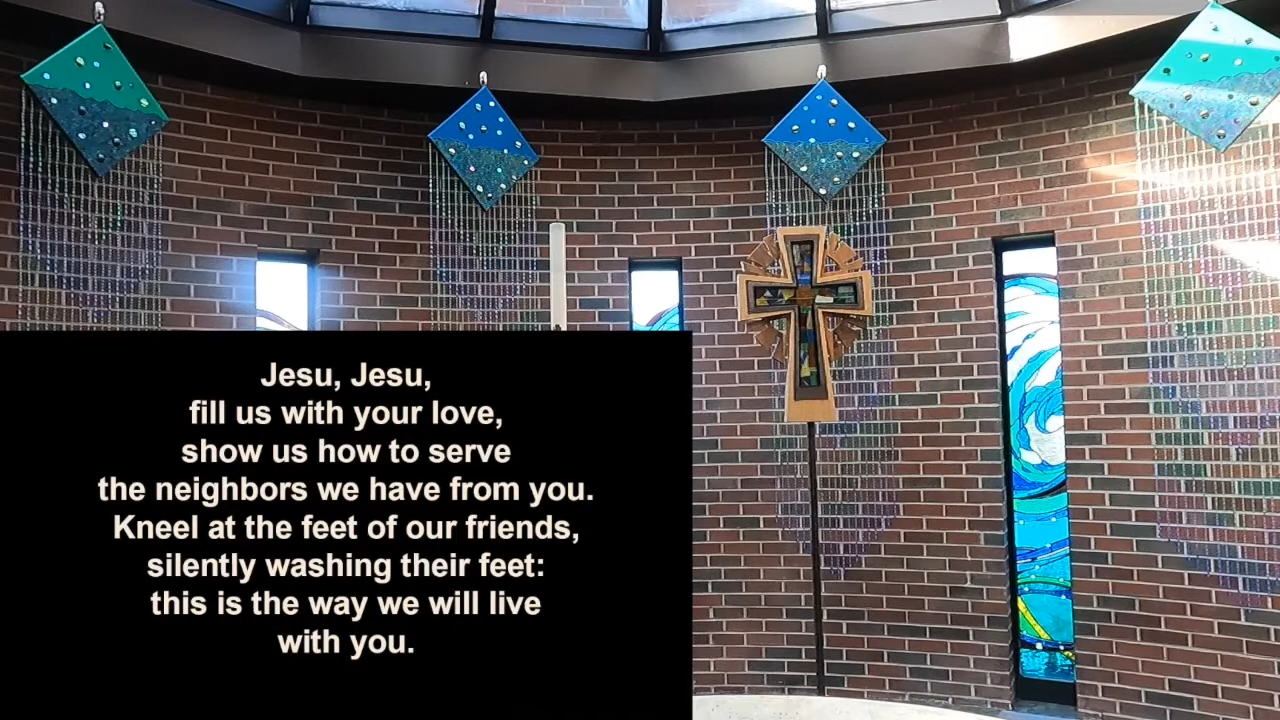 Jesu, Jesu,
fill us with your love,
show us how to serve
the neighbors we have from you.
Kneel at the feet of our friends,
silently washing their feet:
this is the way we will live
with you.